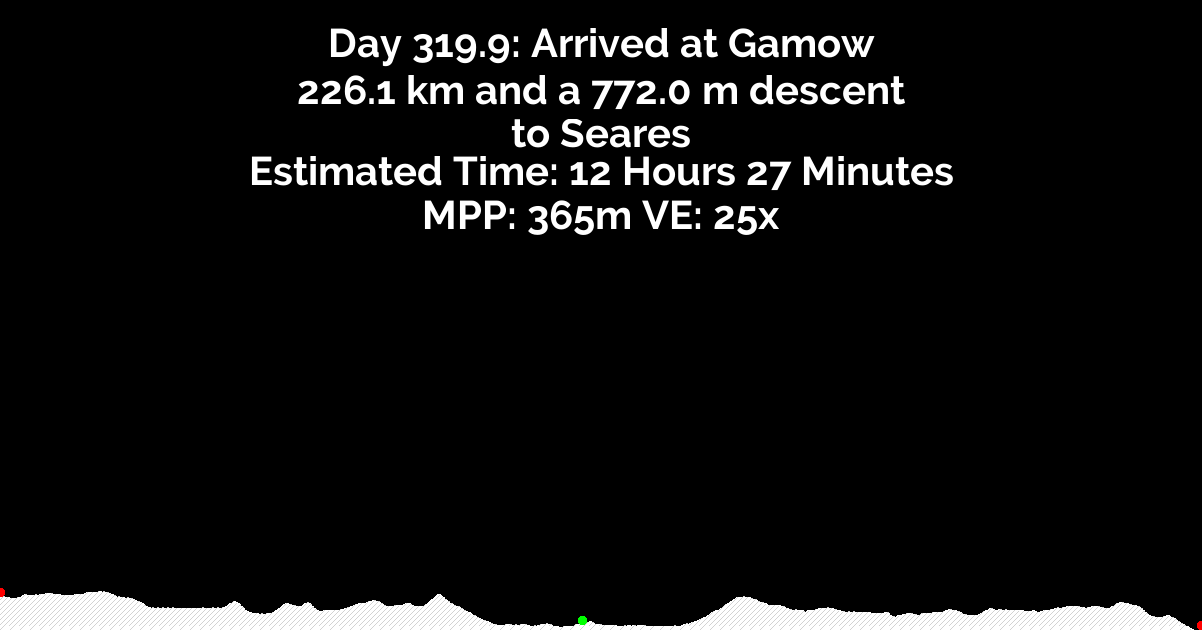 Day 319.9: Arrived at Gamow
226.1 km and a 772.0 m descent
to Seares
Estimated Time: 12 Hours 27 Minutes
MPP: 365m VE: 25x